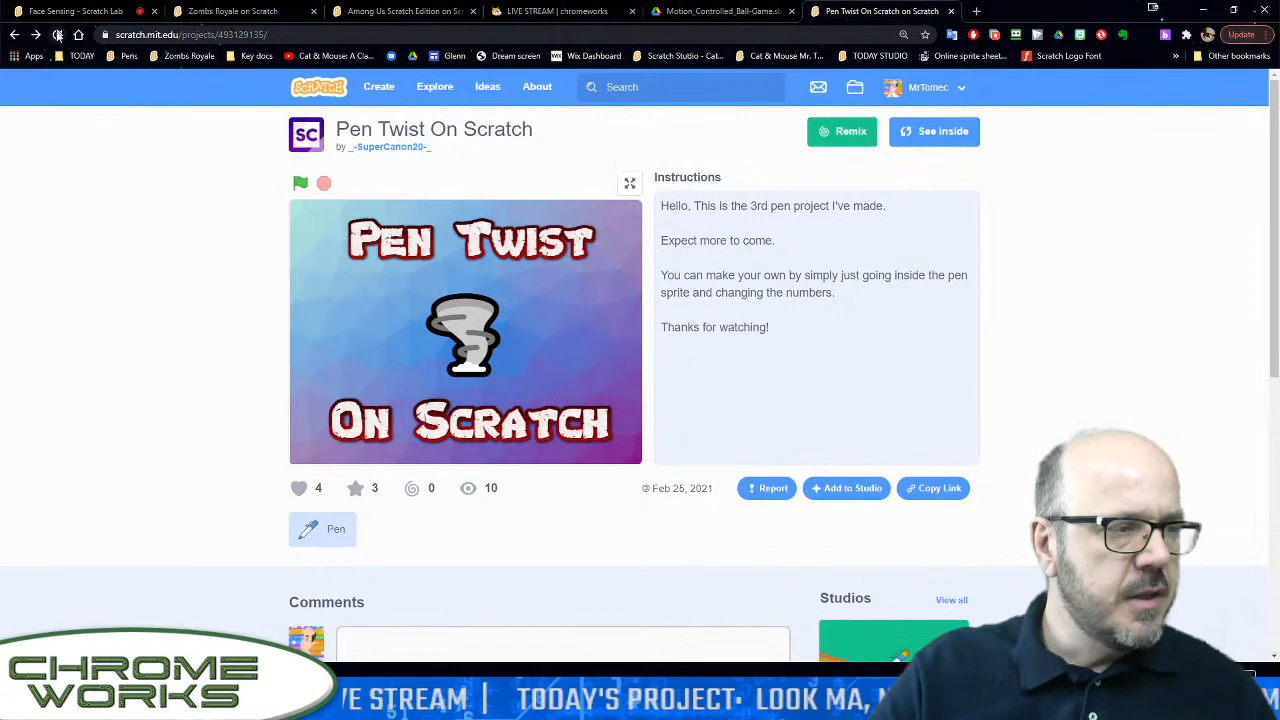 Face Sensing - Scratch Lab
Zombs Royale on Scratch
Among Us Scratch Edition on Sc
LIVE STREAM | chromeworks
Motion_Controlled_Ball-Game.sb
Pen Twist On Scratch on Scratch
scratch.mit.edu/projects/493129135/
Update
Apps
TODAY
Pens
Zombs Royale
Key docs
Cat & Mouse: A Cla...
Glenn
Dream screen
Wix Dashboard
Scratch Stutio - Cat...
Cat & Mouse Mr. T...
TODAY STUDIO
Online sprite sheet...
Scratch Logo Font
Other bookmarks
SCRATCH
Create
Explore
Ideas
About
Search
MrTomec
SC
Pen Twist On Scratch
by _-SuperCanon20-_
Remix
See inside
Instructions
Pen Twist
On Scratch
Hello. This is the 3rd pen project I've made.
Expect more to come.
You can make your own by simply just going inside the pen
sprite and changing the numbers.
Thanks for watching!
4
3
0
10
© Feb 25, 2021
Report
Add to Studio
Copy Link
Pen
Comments
Studios
View all
CHROME
WORKS
VE STREAM | TODAY'S PROJECT· LOOK MA,